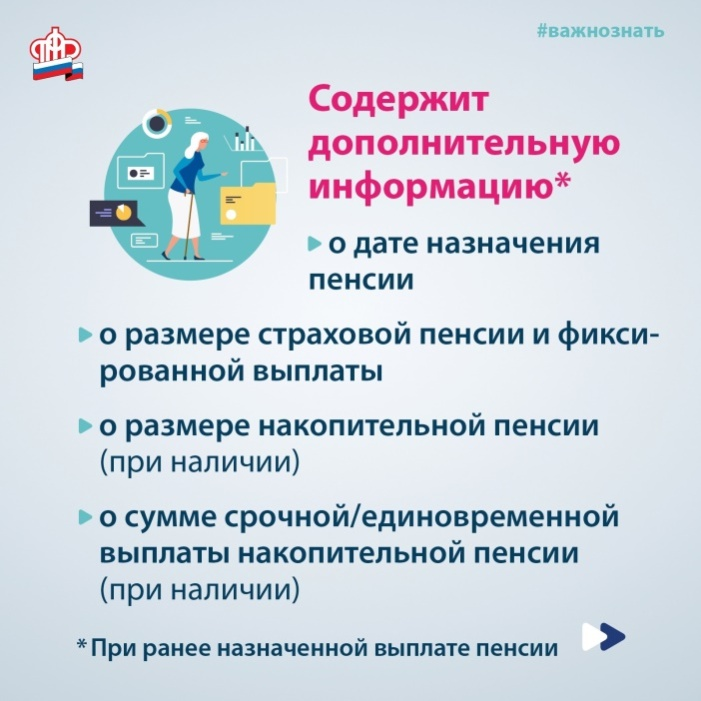 #важнознать
Содержит
дополнительную
информацию*
о дате назначения
пенсии
о размере страховой пенсии и фикси-
рованной выплаты
о размере накопительной пенсии
(при наличии)
о сумме срочной/единовременной
выплаты накопительной пенсии
(при наличии)
* При ранее назначенной выплате пенсии